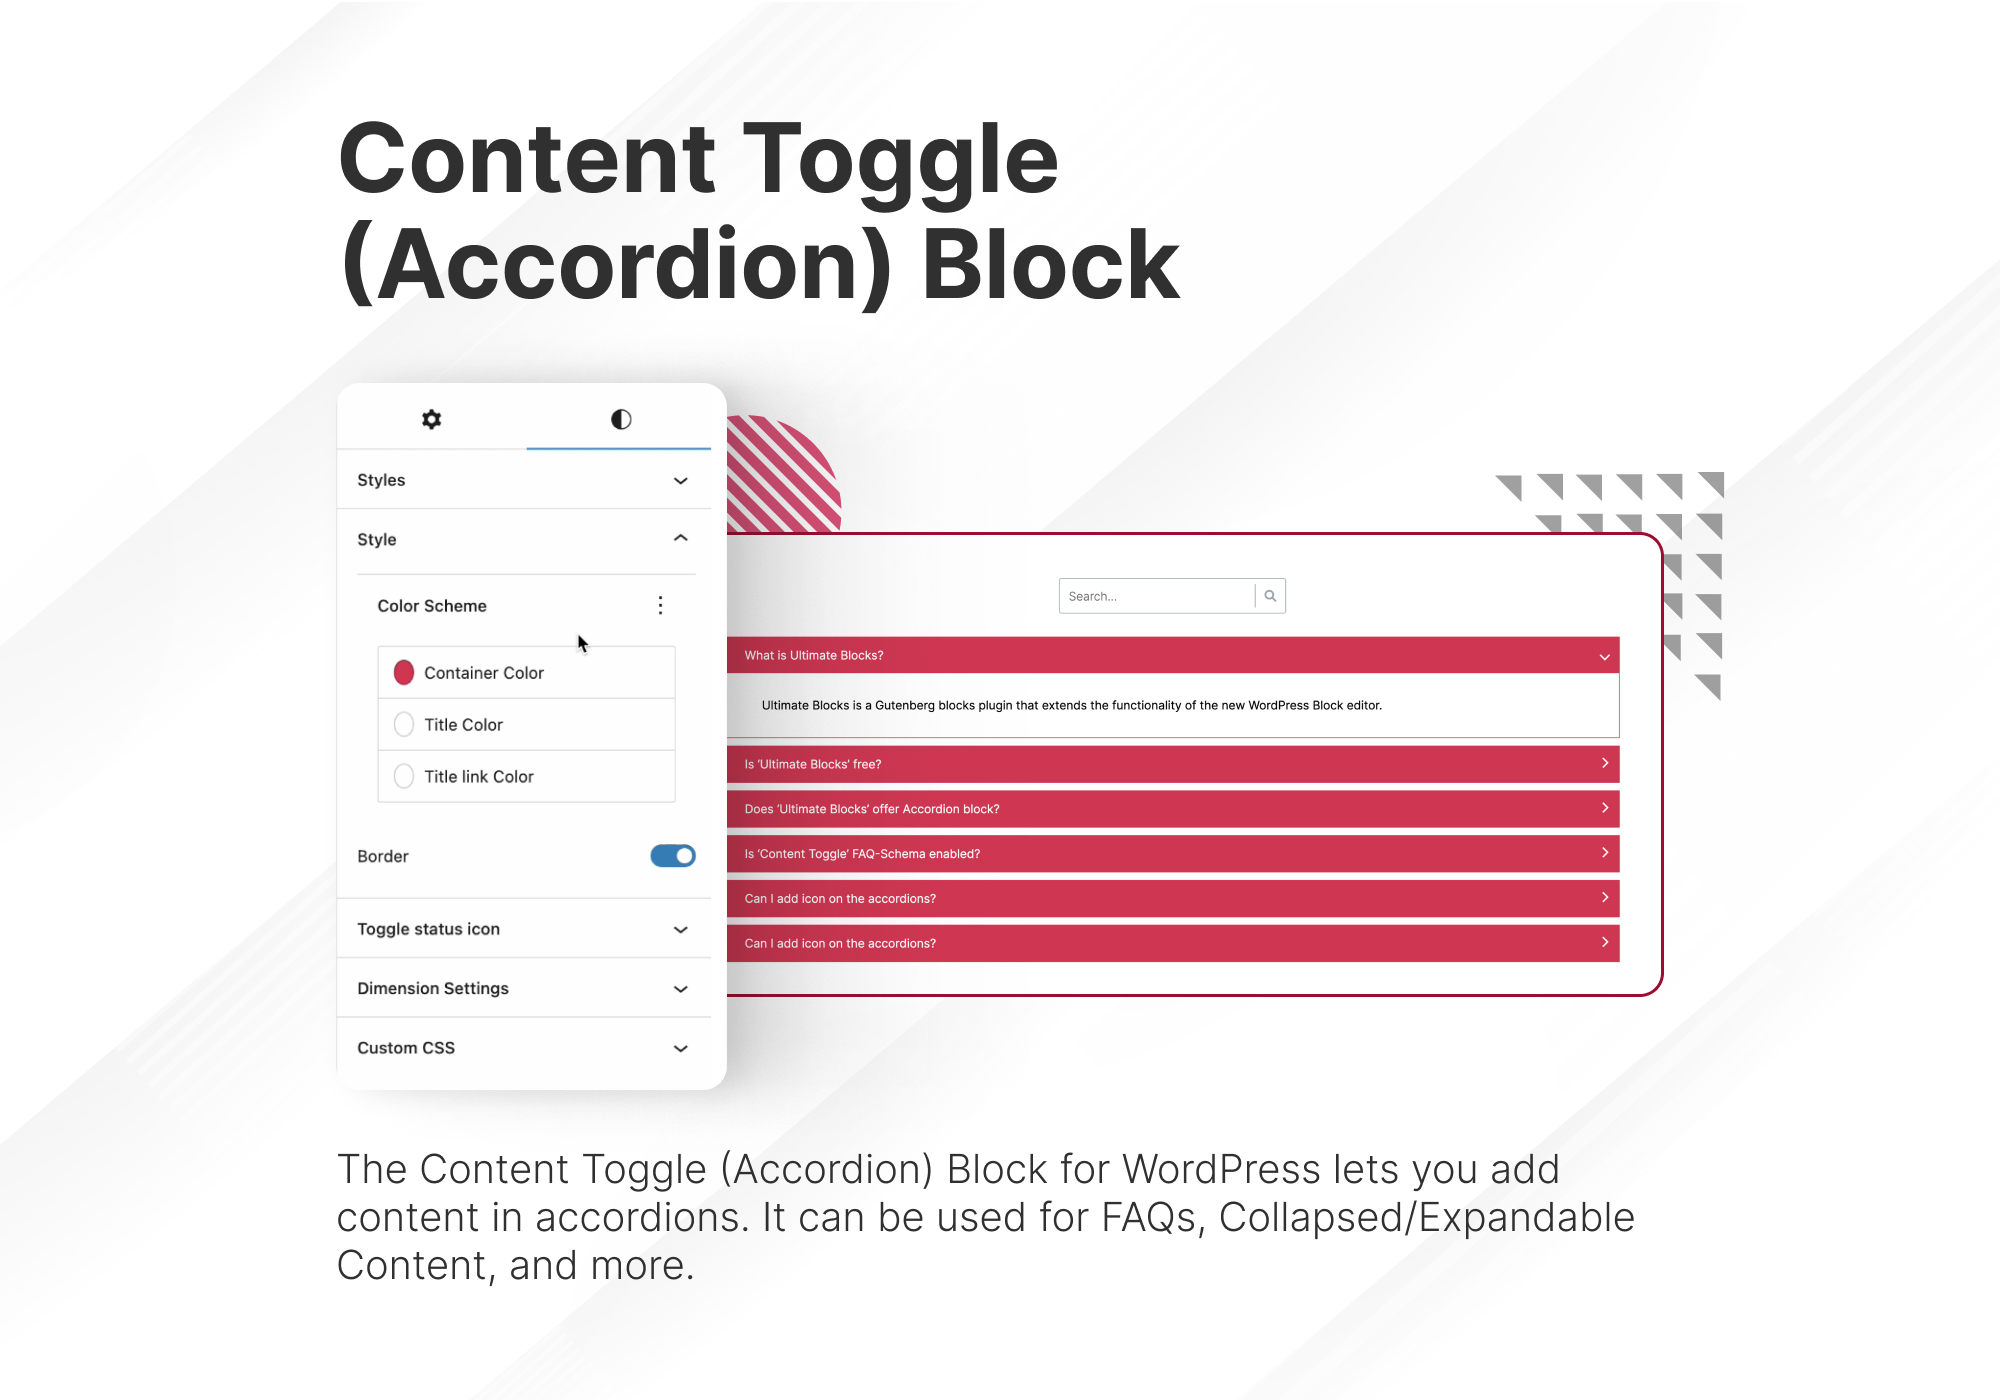 Content Toggle
(Accordion) Block
Styles
Style
Color Scheme
Container Color
Title Color
Title link Color
Border
Toggle status icon
Dimension Settings
Custom CSS
Search...
What is Ultimate Blocks?
Ultimate Blocks is a Gutenberg blocks plugin that extends the functionality of the new WordPress Block editor.
Is ‘Ultimate Blocks’ free?
Does ‘Ultimate Blocks’ offer Accordion block?
Is ‘Content Toggle’ FAQ-Schema enabled?
Can I add icon on the accordions?
Can I add icon on the accordions?
The Content Toggle (Accordion) Block for WordPress lets you add
content in accordions. It can be used for FAQs, Collapsed/Expandable
Content, and more.